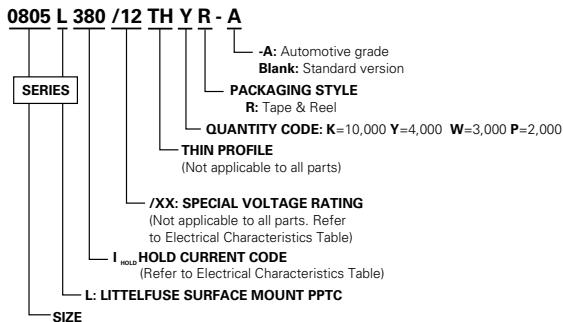 0805 L 380 /12 TH Y R - A
-A: Automotive grade
Blank: Standard version
SERIES
PACKAGING STYLE
R: Tape & Reel
QUANTITY CODE: K=10,000 Y=4,000 W=3,000 P=2,000
THIN PROFILE
(Not applicable to all parts)
/XX: SPECIAL VOLTAGE RATING
(Not applicable to all parts. Refer
to Electrical Characteristics Table)
I HOLD HOLD CURRENT CODE
(Refer to Electrical Characteristics Table)
L: LITTELFUSE SURFACE MOUNT PPTC
SIZE